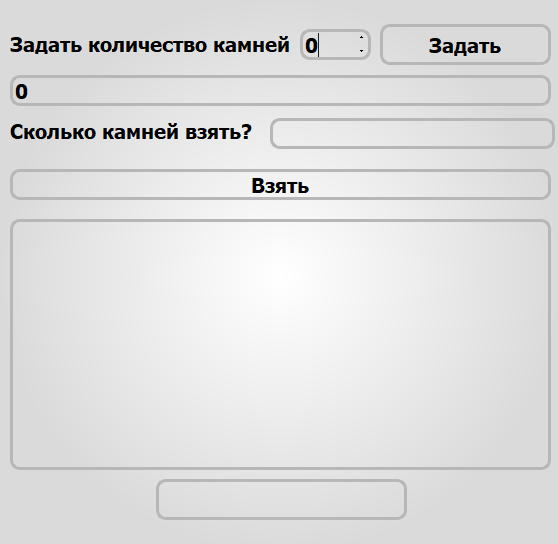 Задать количество камней 0 Задать
0
Сколько камней взять?
Взять